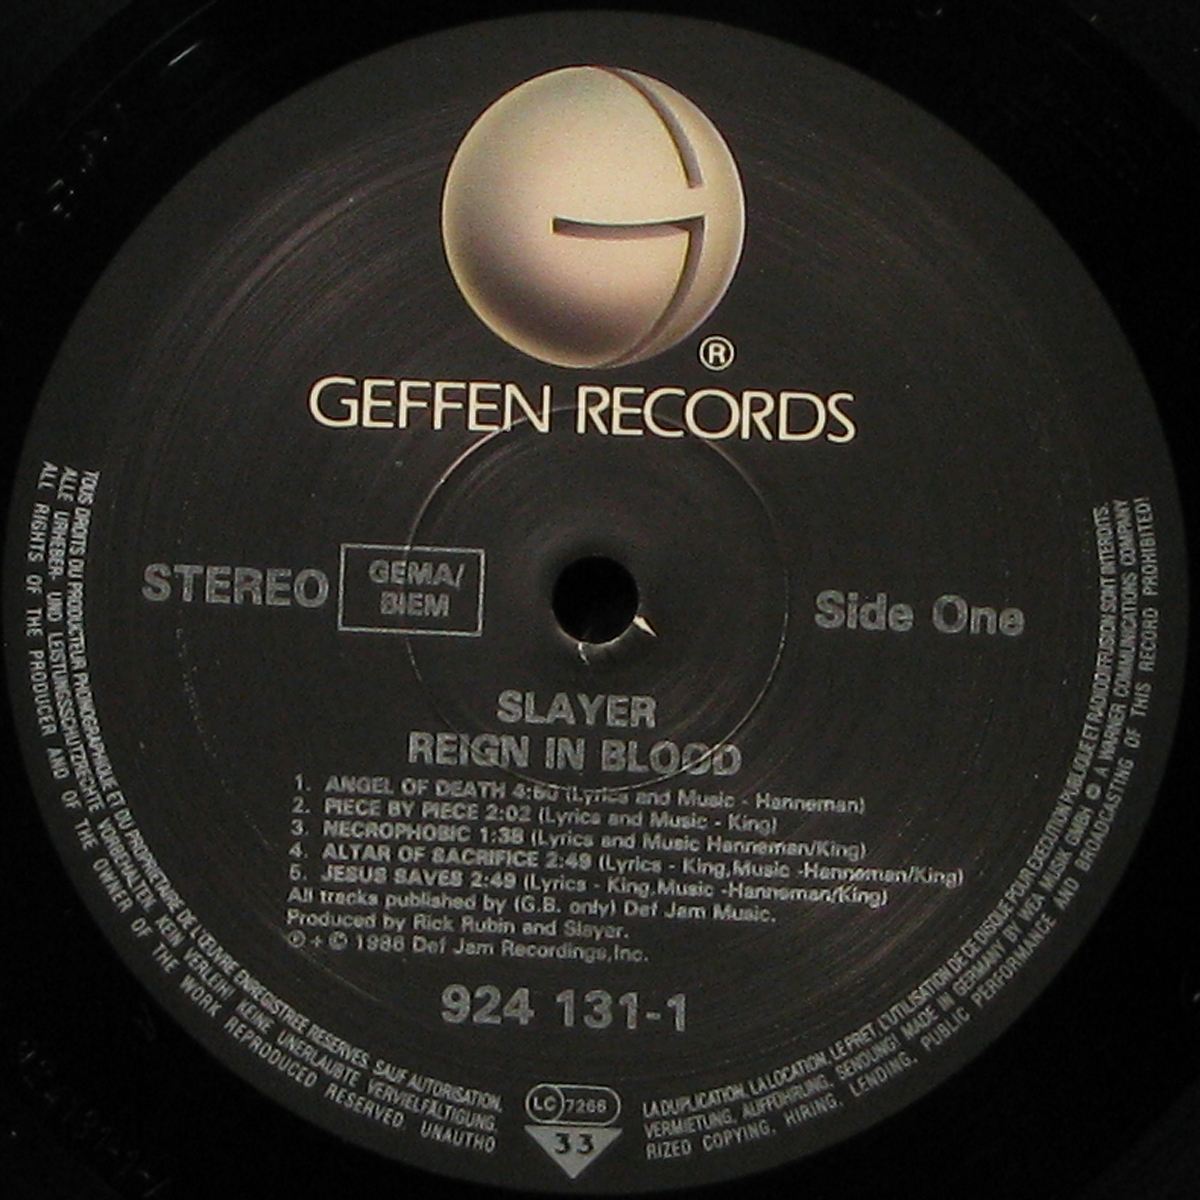 ®
GEFFEN RECORDS
STEREO
GEMA/
BIEM
Side One
SLAYER
REIGN IN BLOOD
1. ANGEL OF DEATH (Lyrics and Music - Hanneman)
2. PIECE BY PIECE 2:02 (Lyrics and Music - King)
3. NECROPHOBIC 1:38 (Lyrics and Music Hanneman/King)
4. ALTAR OF SACRIFICE 2:49 (Lyrics - King,Music -Hanneman/King)
5. JESUS SAVES 2:49 (Lyrics - King,Music -Hanneman/King)
All tracks published by (G.B. only) Def Jam Music.
Produced by Rick Rubin and Slayer.
℗ + © 1986 Def Jam Recordings,Inc.
924 131-1
TOUS DROITS DU PRODUCTEUR PHONOGRAPHIQUE ET DU PROPRIETAIRE DE L'ŒUVRE ENREGISTREE RESERVES. SAUF AUTORISATION, LA DUPLICATION, LA LOCATION, LE PRET, L'UTILISATION DE CE DISQUE POUR EXECUTION PUBLIQUE ET RADIODIFFUSION SONT INTERDITS.
ALLE URHEBER- UND LEISTUNGSSCHUTZRECHTE VORBEHALTEN. KEIN VERLEIH! KEINE UNERLAUBTE VERVIELFÄLTIGUNG, VERMIETUNG, AUFFÜHRUNG, SENDUNG! MADE IN GERMANY BY WEA MUSIK GMBH A WARNER COMMUNICATIONS COMPANY
ALL RIGHTS OF THE PRODUCER AND OF THE OWNER OF THE WORK REPRODUCED RESERVED UNAUTHORIZED COPYING, HIRING, LENDING, PUBLIC PERFORMANCE AND BROADCASTING OF THIS RECORD PROHIBITED!
LC 7266
33